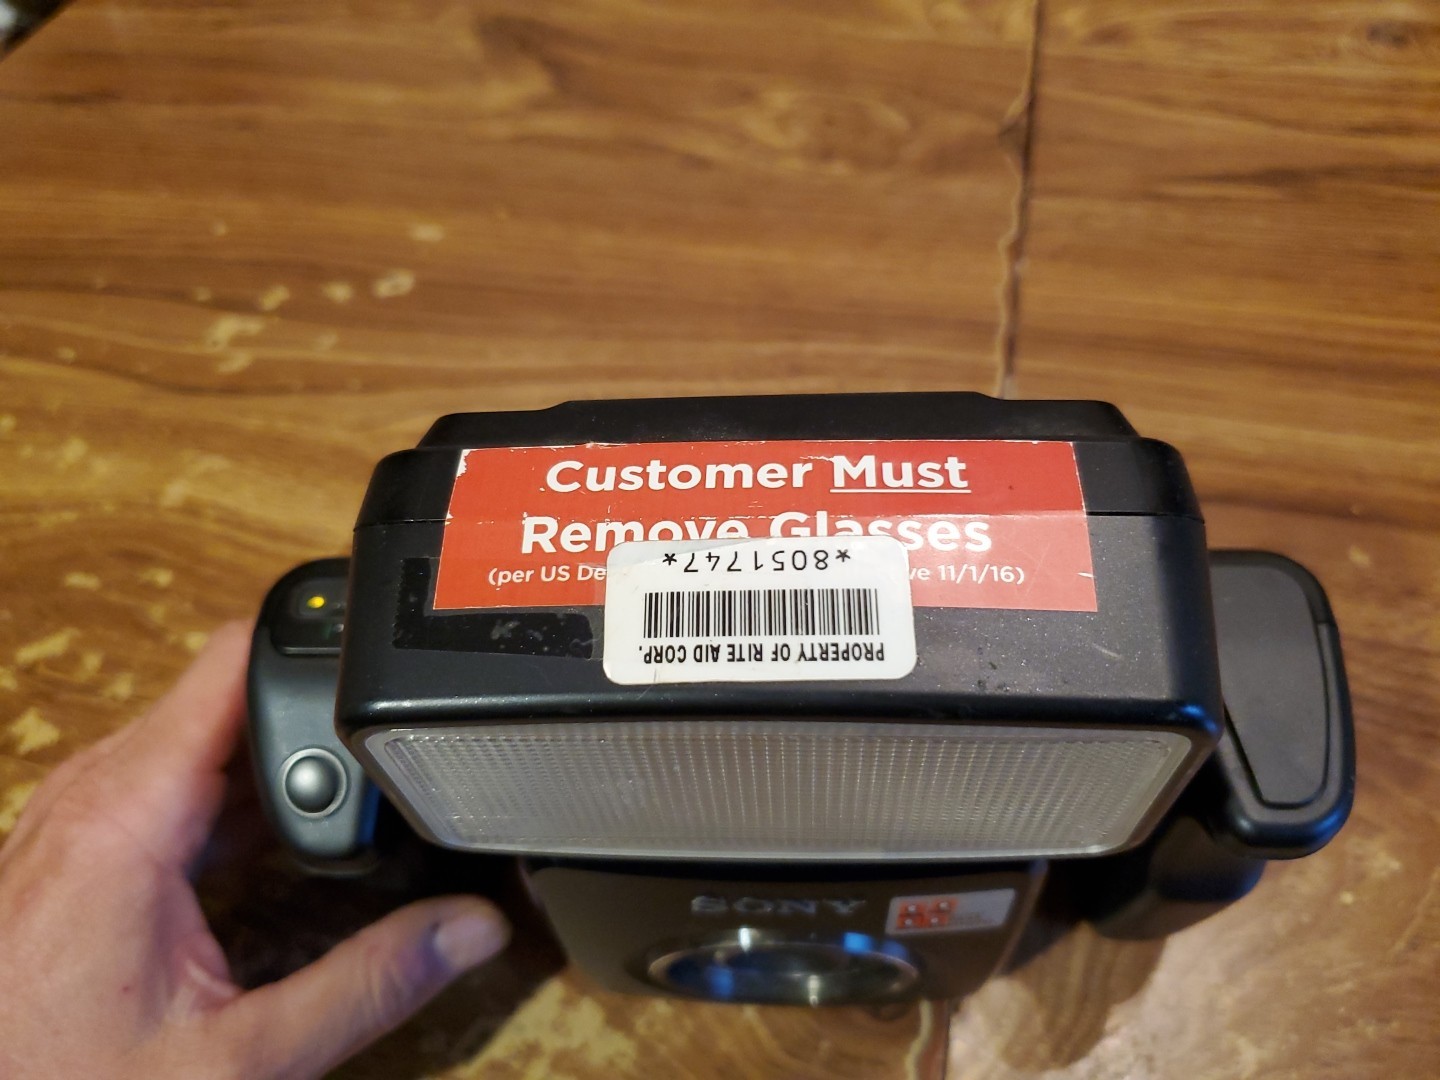 Customer Must
Remove Glasses
(per US De ve 11/1/16)
*8051747*
PROPERTY OF RITE AID CORP.
SONY